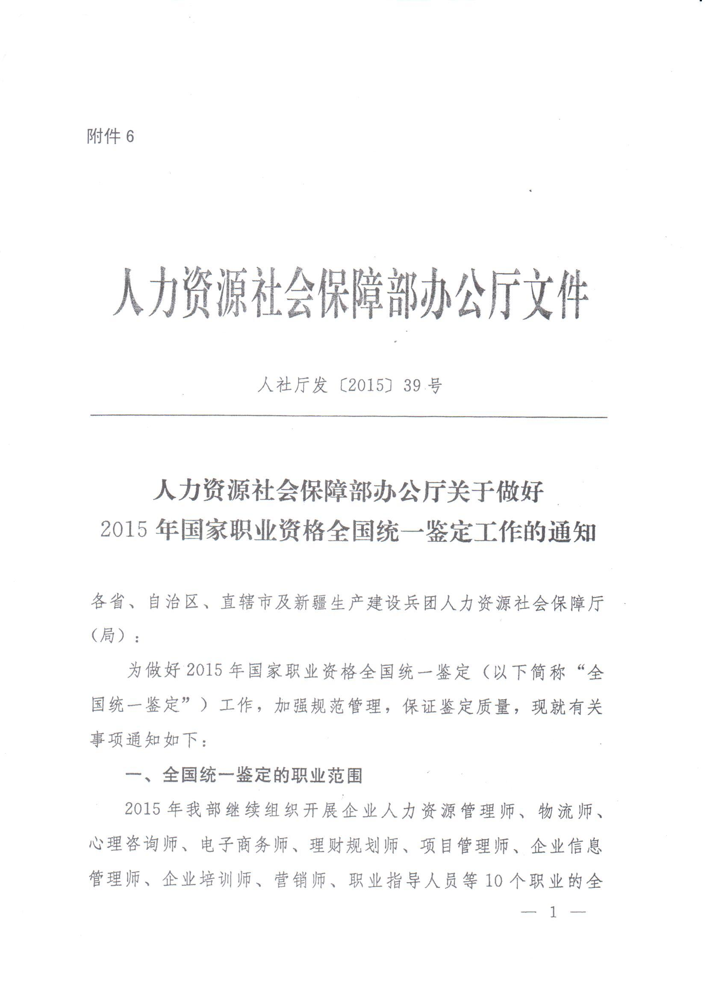 附件 6
人力资源社会保障部办公厅文件
人社厅发〔2015〕39 号
人力资源社会保障部办公厅关于做好
2015 年国家职业资格全国统一鉴定工作的通知
各省、自治区、直辖市及新疆生产建设兵团人力资源社会保障厅
（局）：
为做好 2015 年国家职业资格全国统一鉴定（以下简称“全
国统一鉴定”）工作，加强规范管理，保证鉴定质量，现就有关
事项通知如下：
一、全国统一鉴定的职业范围
2015 年我部继续组织开展企业人力资源管理师、物流师、
心理咨询师、电子商务师、理财规划师、项目管理师、企业信息
管理师、企业培训师、营销师、职业指导人员等 10 个职业的全
— 1 —